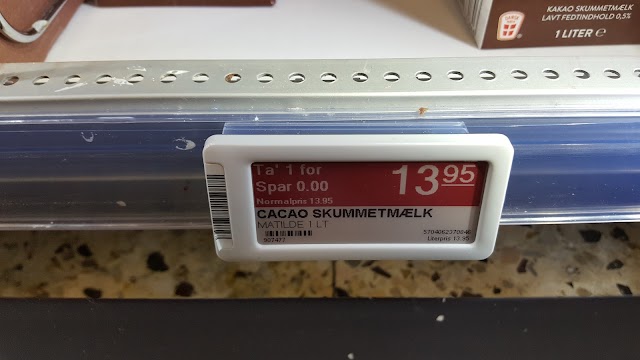 KAKAO SKUMMETMÆLK
LAVT FEDTINDHOLD 0,5%
1 LITER e
Ta' 1 for
13.95
Spar 0.00
Normalpris 13.95
CACAO SKUMMETMÆLK
MATILDE 1 LT
907477
Literpris 13.95